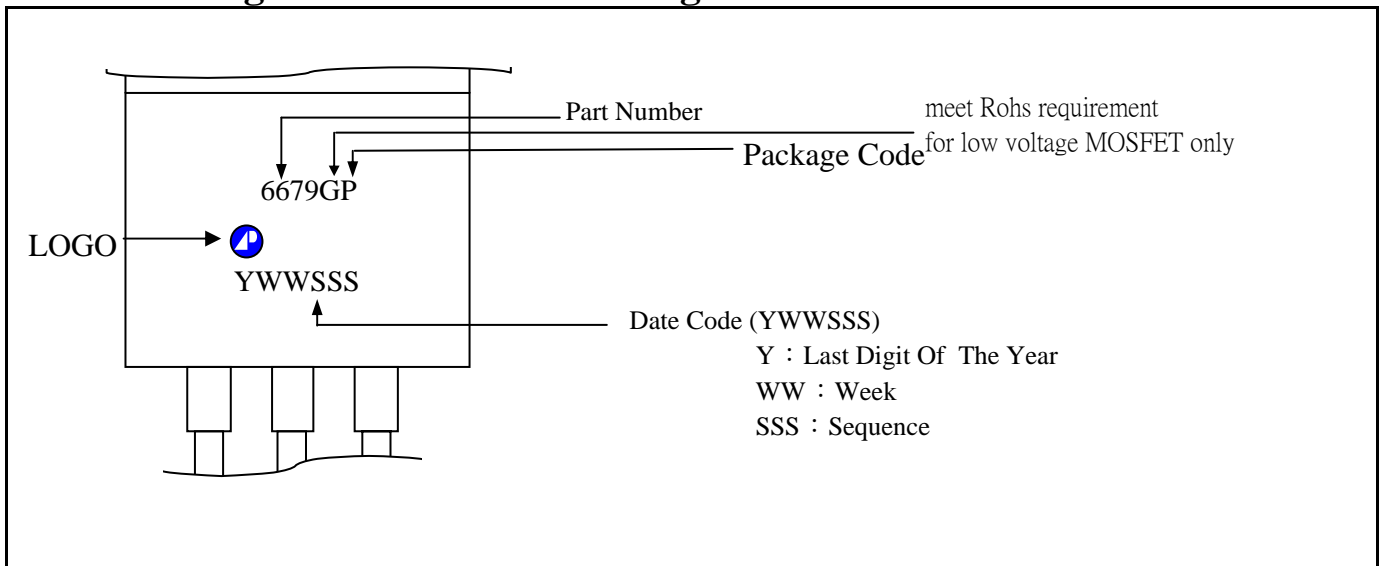 Part Number
meet Rohs requirement
for low voltage MOSFET only
Package Code
6679GP
LOGO
YWWSSS
Date Code (YWWSSS)
Y：Last Digit Of The Year
WW：Week
SSS：Sequence